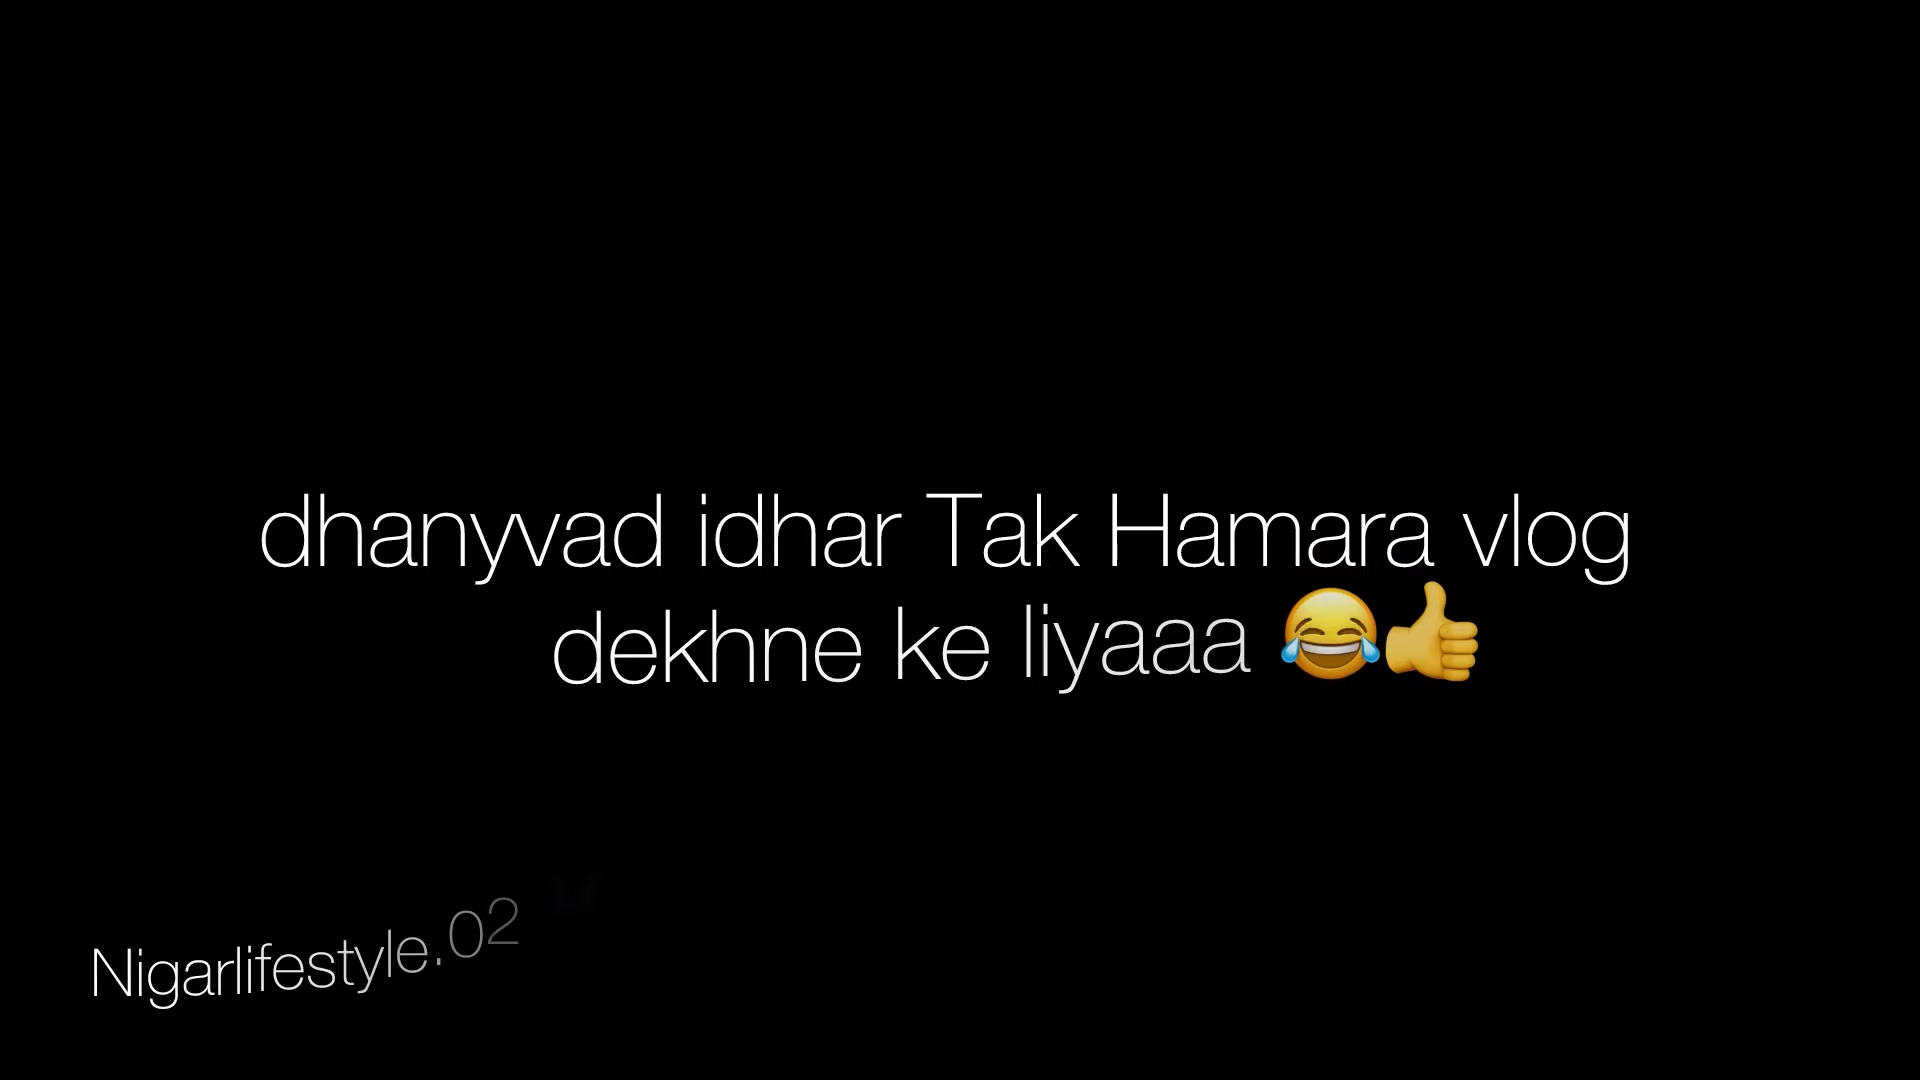 dhanyvad idhar Tak Hamara vlog
dekhne ke liyaaa 😂👍
Nigarlifestyle.02